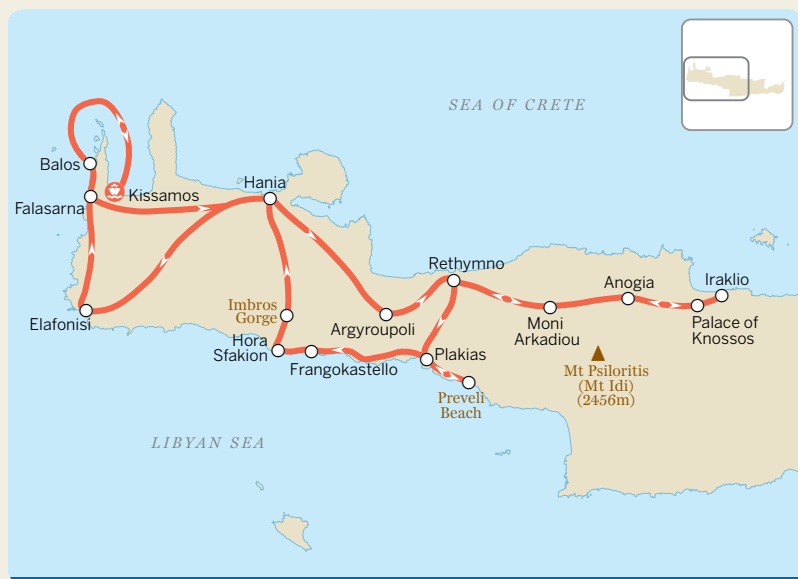 SEA OF CRETE
Balos
Kissamos
Falasarna
Hania
Rethymno
Anogia
Iraklio
Elafonisi
Imbros
Gorge
Argyroupoli
Moni
Arkadiou
Palace of
Knossos
Hora
Sfakion
Frangokastello
Plakias
Mt Psiloritis
(Mt Idi)
(2456m)
Preveli
Beach
LIBYAN SEA